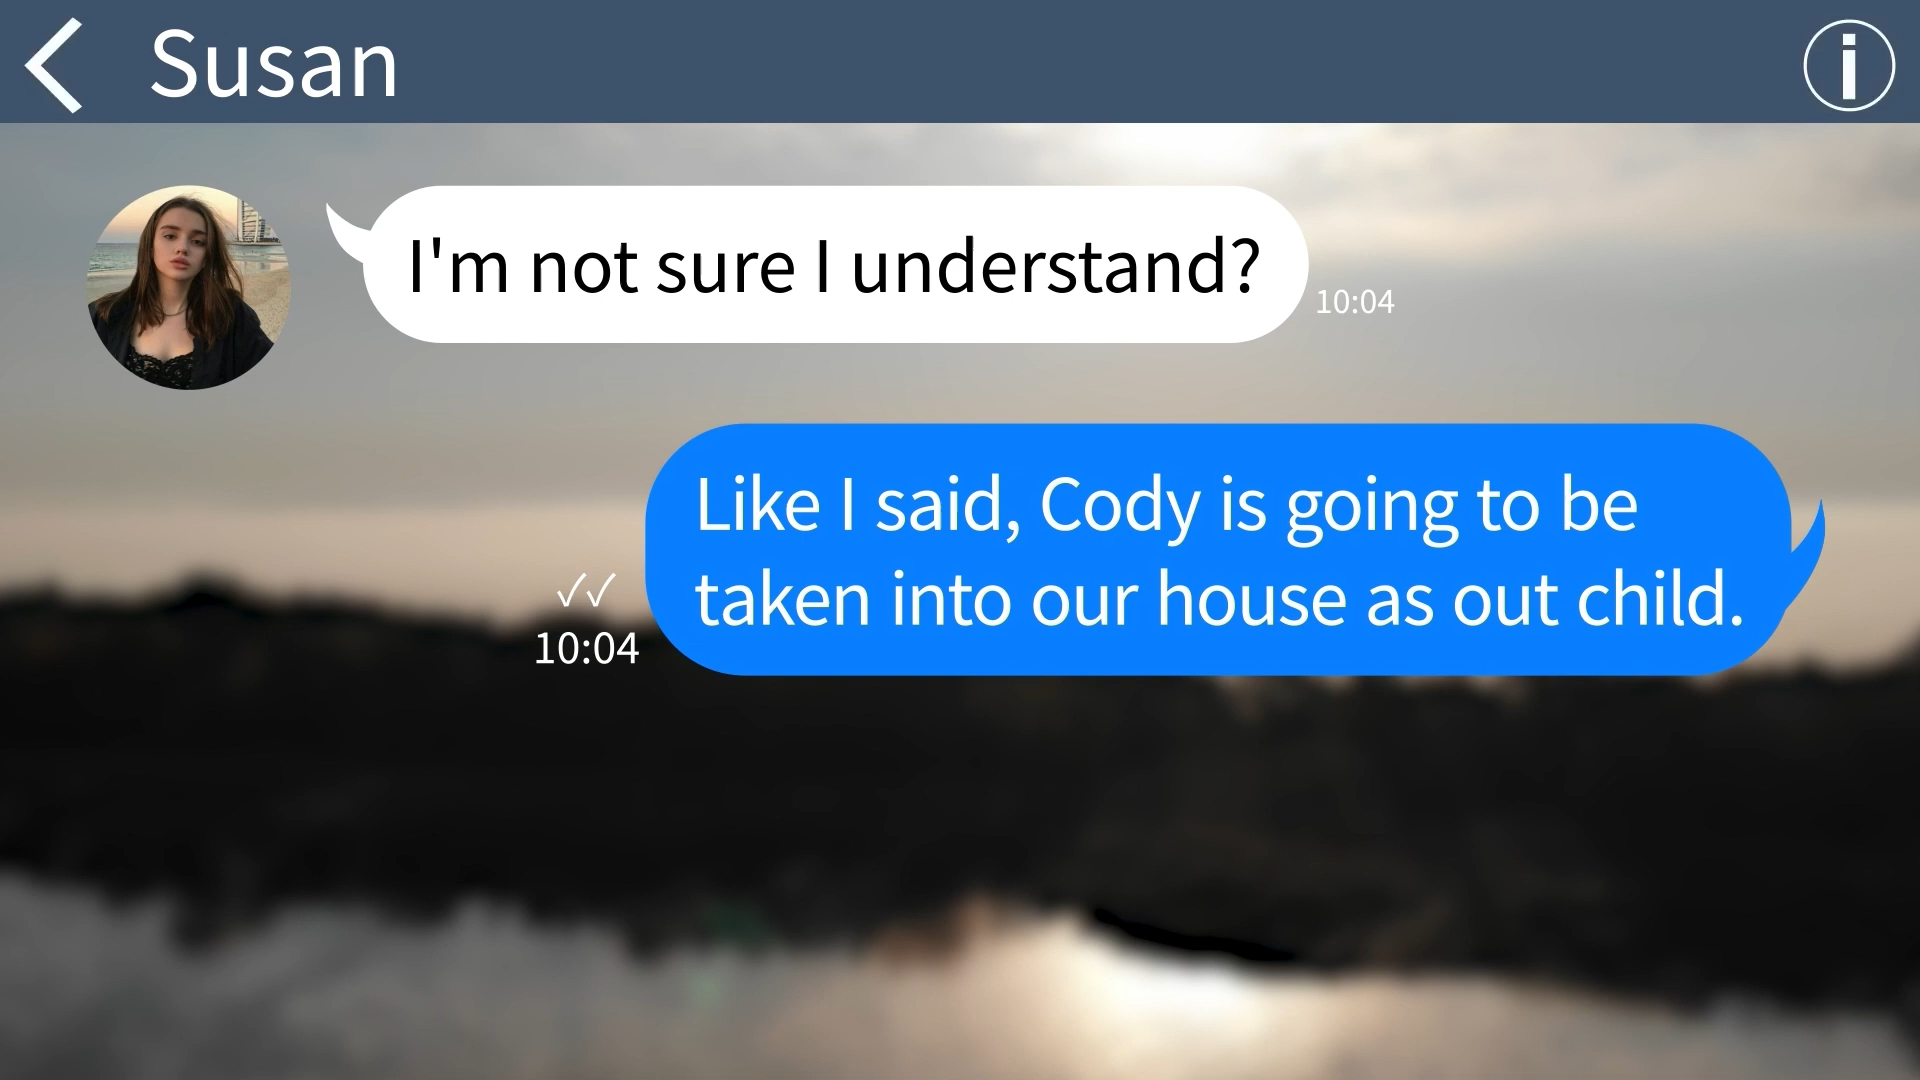 Susan
I'm not sure I understand?
10:04
Like I said, Cody is going to be
taken into our house as out child.
✓✓
10:04